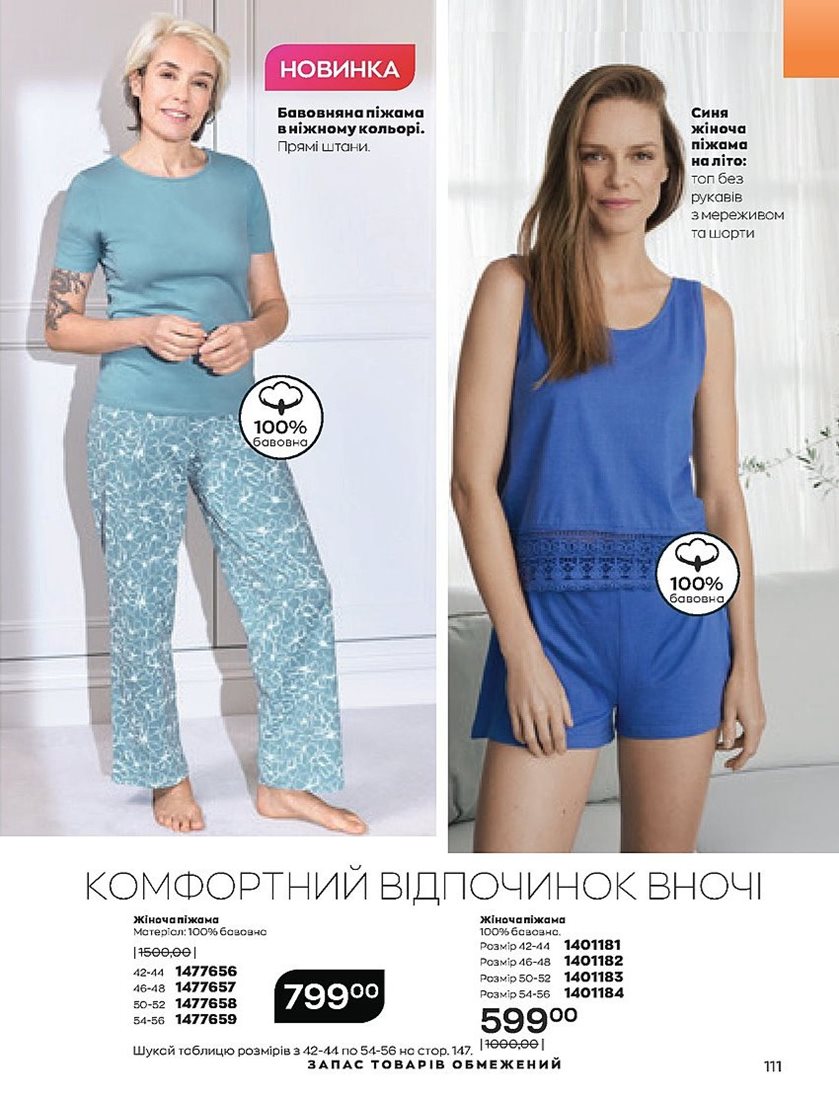 НОВИНКА
Бавовняна піжама
в ніжному кольорі.
Прямі штани.
Синя
жіноча
піжама
на літо:
топ без
рукавів
з мереживом
та шорти
100%
бавовна
100%
бавовна
КОМФОРТНИЙ ВІДПОЧИНОК ВНОЧІ
Жіноча піжама
Матеріал: 100% бавовна
|1500,00|
42-44 1477656
46-48 1477657
50-52 1477658
54-56 1477659
799⁰⁰
Жіноча піжама
100% бавовна.
Розмір 42-44 1401181
Розмір 46-48 1401182
Розмір 50-52 1401183
Розмір 54-56 1401184
599⁰⁰
|1000,00|
Шукай таблицю розмірів з 42-44 по 54-56 на стор. 147.
ЗАПАС ТОВАРІВ ОБМЕЖЕНИЙ
111